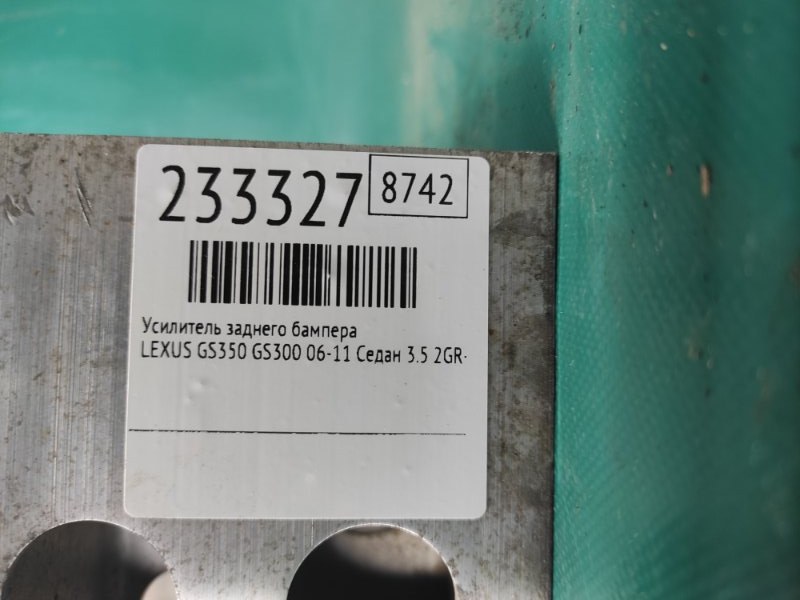 233327 8742
Усилитель заднего бампера
LEXUS GS350 GS300 06-11 Седан 3.5 2GR-